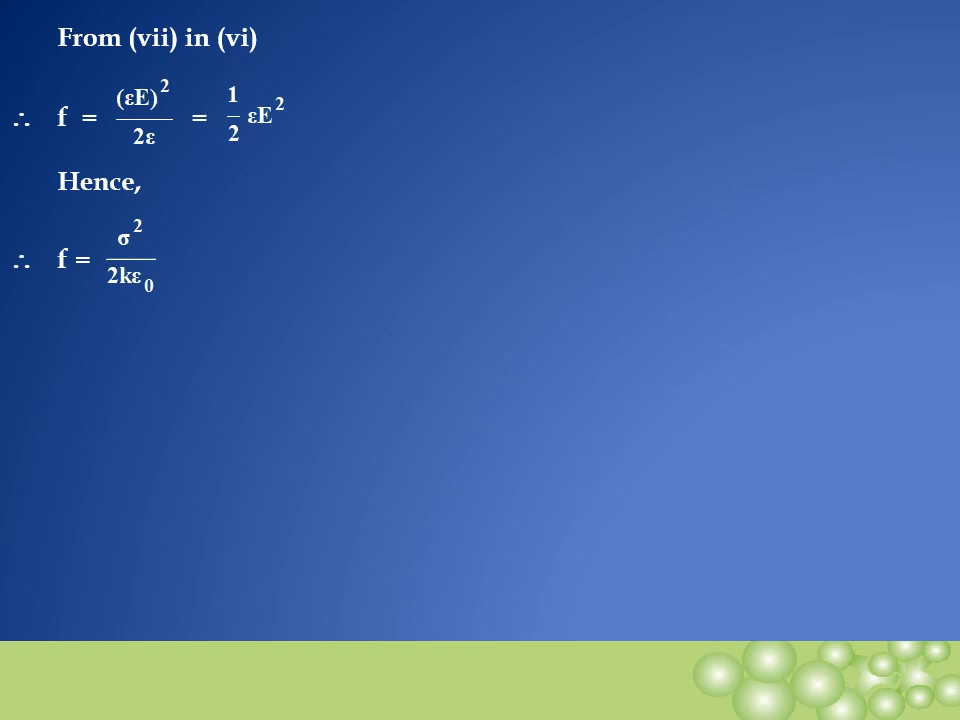 From (vii) in (vi)
∴ f = (εE)²/2ε = 1/2 εE²
Hence,
∴ f = σ²/2kε₀